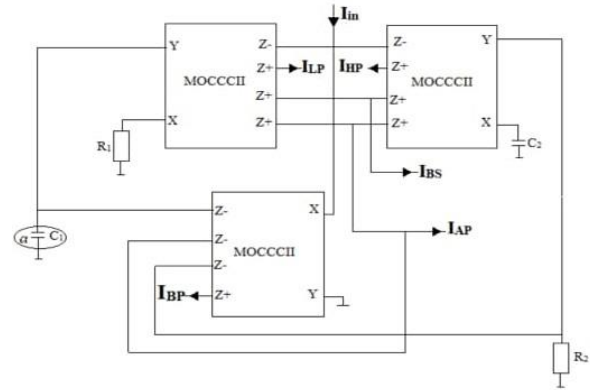 Iin
Y
Z-
Z+
Z+
Z+
MOCCCII
X
R1
ILP
IHP
Z-
Z+
Z+
Z+
Y
MOCCCII
X
C2
IBS
Z-
Z-
Z-
Z+
X
MOCCCII
Y
IAP
IBP
α C1
R2